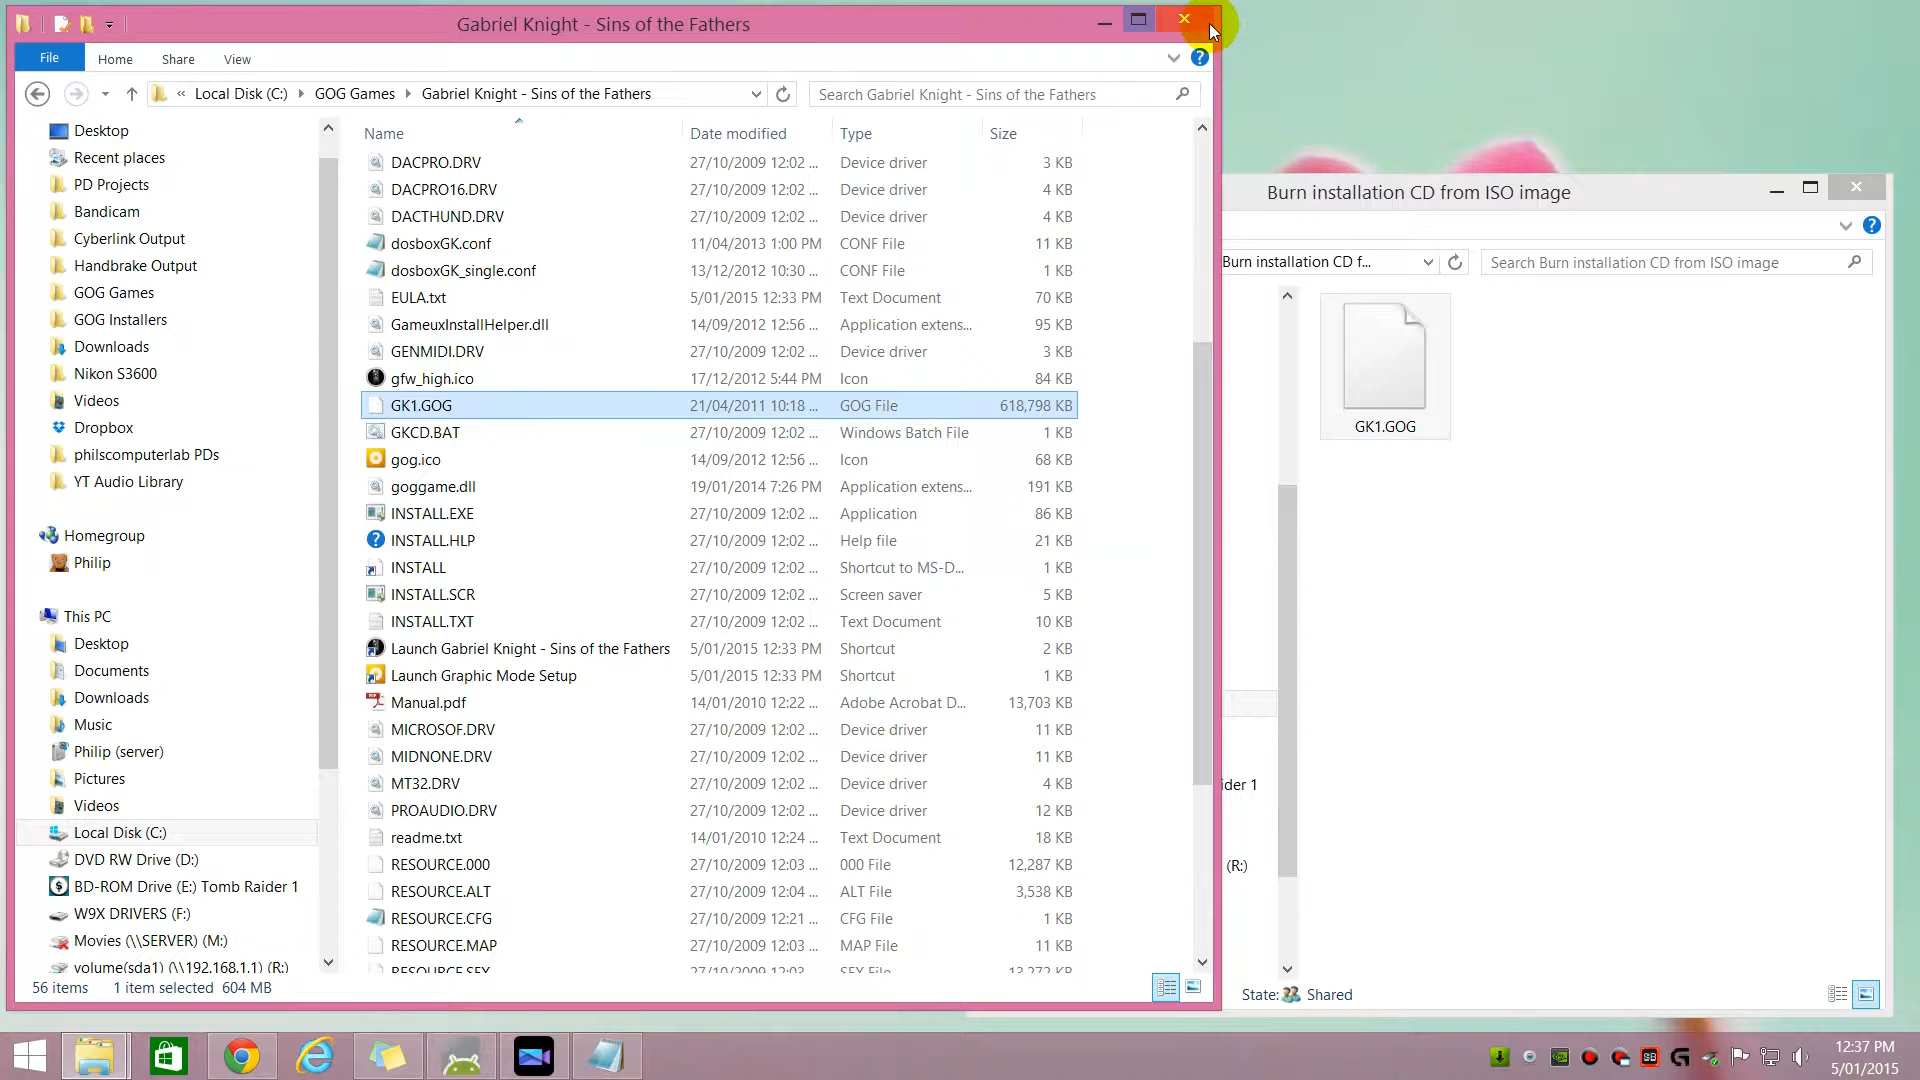 Gabriel Knight - Sins of the Fathers
File Home Share View
« Local Disk (C:) GOG Games Gabriel Knight - Sins of the Fathers
Search Gabriel Knight - Sins of the Fathers
Desktop
Recent places
PD Projects
Bandicam
Cyberlink Output
Handbrake Output
GOG Games
GOG Installers
Downloads
Nikon S3600
Videos
Dropbox
philscomputerlab PDs
YT Audio Library
Homegroup
Philip
This PC
Desktop
Documents
Downloads
Music
Philip (server)
Pictures
Videos
Local Disk (C:)
DVD RW Drive (D:)
BD-ROM Drive (E:) Tomb Raider 1
W9X DRIVERS (F:)
Movies (\\SERVER) (M:)
volume(sda1) (\\192.168.1.1) (R:)
Name Date modified Type Size
DACPRO.DRV 27/10/2009 12:02 ... Device driver 3 KB
DACPRO16.DRV 27/10/2009 12:02 ... Device driver 4 KB
DACTHUND.DRV 27/10/2009 12:02 ... Device driver 4 KB
dosboxGK.conf 11/04/2013 1:00 PM CONF File 11 KB
dosboxGK_single.conf 13/12/2012 10:30 ... CONF File 1 KB
EULA.txt 5/01/2015 12:33 PM Text Document 70 KB
GameuxInstallHelper.dll 14/09/2012 12:56 ... Application extens... 95 KB
GENMIDI.DRV 27/10/2009 12:02 ... Device driver 3 KB
gfw_high.ico 17/12/2012 5:44 PM Icon 84 KB
GK1.GOG 21/04/2011 10:18 ... GOG File 618,798 KB
GKCD.BAT 27/10/2009 12:02 ... Windows Batch File 1 KB
gog.ico 14/09/2012 12:56 ... Icon 68 KB
goggame.dll 19/01/2014 7:26 PM Application extens... 191 KB
INSTALL.EXE 27/10/2009 12:02 ... Application 86 KB
INSTALL.HLP 27/10/2009 12:02 ... Help file 21 KB
INSTALL 27/10/2009 12:02 ... Shortcut to MS-D... 1 KB
INSTALL.SCR 27/10/2009 12:02 ... Screen saver 5 KB
INSTALL.TXT 27/10/2009 12:02 ... Text Document 10 KB
Launch Gabriel Knight - Sins of the Fathers 5/01/2015 12:33 PM Shortcut 2 KB
Launch Graphic Mode Setup 5/01/2015 12:33 PM Shortcut 1 KB
Manual.pdf 14/01/2010 12:22 ... Adobe Acrobat D... 13,703 KB
MICROSOF.DRV 27/10/2009 12:02 ... Device driver 11 KB
MIDNONE.DRV 27/10/2009 12:02 ... Device driver 11 KB
MT32.DRV 27/10/2009 12:02 ... Device driver 4 KB
PROAUDIO.DRV 27/10/2009 12:02 ... Device driver 12 KB
readme.txt 14/01/2010 12:24 ... Text Document 18 KB
RESOURCE.000 27/10/2009 12:03 ... 000 File 12,287 KB
RESOURCE.ALT 27/10/2009 12:04 ... ALT File 3,538 KB
RESOURCE.CFG 27/10/2009 12:21 ... CFG File 1 KB
RESOURCE.MAP 27/10/2009 12:03 ... MAP File 11 KB
RESOURCE.SFX 27/10/2009 12:03 ... SFX File 13,272 KB
56 items 1 item selected 604 MB
Burn installation CD from ISO image
Burn installation CD f...
Search Burn installation CD from ISO image
GK1.GOG
ider 1
(R:)
State: Shared
12:37 PM
5/01/2015